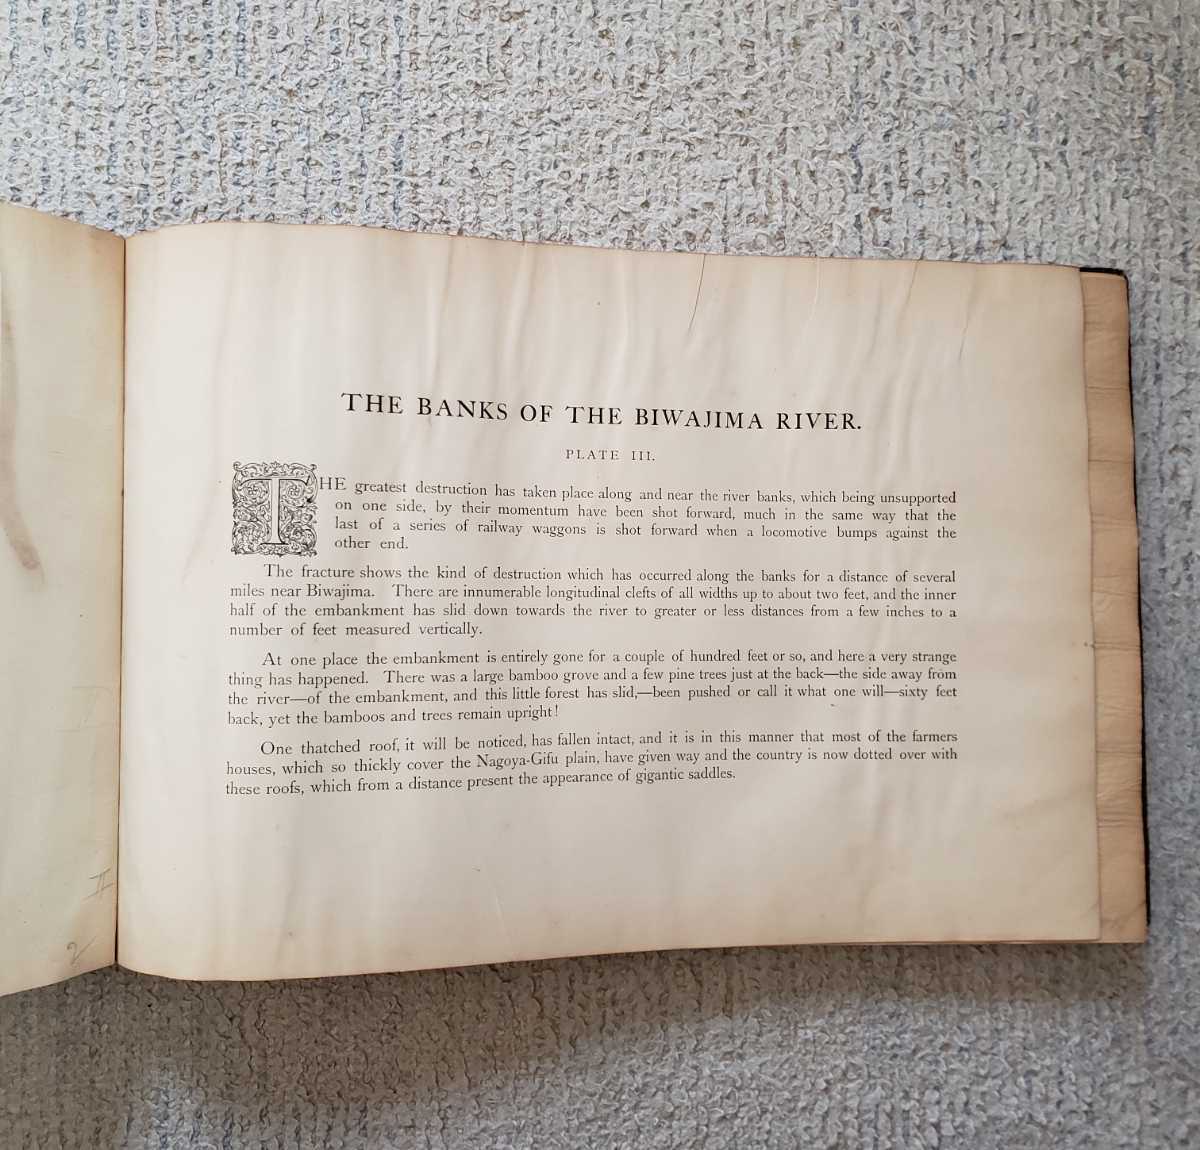 THE BANKS OF THE BIWAJIMA RIVER.
PLATE III.
THE greatest destruction has taken place along and near the river banks, which being unsupported
on one side, by their momentum have been shot forward, much in the same way that the
last of a series of railway waggons is shot forward when a locomotive bumps against the
other end.
The fracture shows the kind of destruction which has occurred along the banks for a distance of several
miles near Biwajima. There are innumerable longitudinal clefts of all widths up to about two feet, and the inner
half of the embankment has slid down towards the river to greater or less distances from a few inches to a
number of feet measured vertically.
At one place the embankment is entirely gone for a couple of hundred feet or so, and here a very strange
thing has happened. There was a large bamboo grove and a few pine trees just at the back—the side away from
the river—of the embankment, and this little forest has slid,—been pushed or call it what one will—sixty feet
back, yet the bamboos and trees remain upright!
One thatched roof, it will be noticed, has fallen intact, and it is in this manner that most of the farmers
houses, which so thickly cover the Nagoya-Gifu plain, have given way and the country is now dotted over with
these roofs, which from a distance present the appearance of gigantic saddles.
II
2